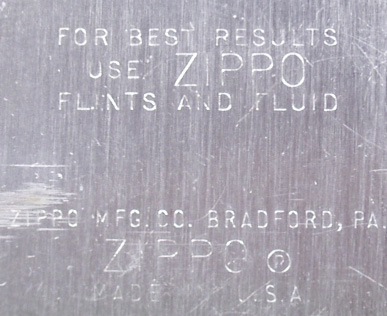 FOR BEST RESULTS
USE ZIPPO
FLINTS AND FLUID
ZIPPO MFG. CO. BRADFORD, PA.
ZIPPO ®
MADE U.S.A.